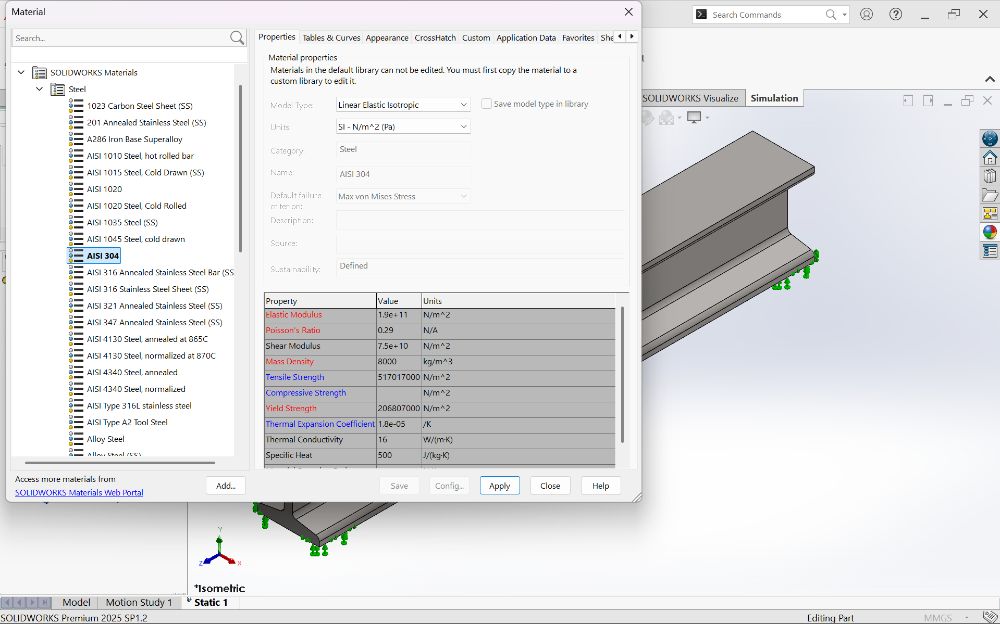 Material
Search...
SOLIDWORKS Materials
Steel
1023 Carbon Steel Sheet (SS)
201 Annealed Stainless Steel (SS)
A286 Iron Base Superalloy
AISI 1010 Steel, hot rolled bar
AISI 1015 Steel, Cold Drawn (SS)
AISI 1020
AISI 1020 Steel, Cold Rolled
AISI 1035 Steel (SS)
AISI 1045 Steel, cold drawn
AISI 304
AISI 316 Annealed Stainless Steel Bar (SS
AISI 316 Stainless Steel Sheet (SS)
AISI 321 Annealed Stainless Steel (SS)
AISI 347 Annealed Stainless Steel (SS)
AISI 4130 Steel, annealed at 865C
AISI 4130 Steel, normalized at 870C
AISI 4340 Steel, annealed
AISI 4340 Steel, normalized
AISI Type 316L stainless steel
AISI Type A2 Tool Steel
Alloy Steel
Alloy Steel (SS)
Access more materials from
SOLIDWORKS Materials Web Portal
Add...
Properties Tables & Curves Appearance CrossHatch Custom Application Data Favorites She
Material properties
Materials in the default library can not be edited. You must first copy the material to a
custom library to edit it.
Model Type: Linear Elastic Isotropic Save model type in library
Units: SI - N/m^2 (Pa)
Category: Steel
Name: AISI 304
Default failure
criterion: Max von Mises Stress
Description:
Source:
Sustainability: Defined
Property Value Units
Elastic Modulus 1.9e+11 N/m^2
Poisson's Ratio 0.29 N/A
Shear Modulus 7.5e+10 N/m^2
Mass Density 8000 kg/m^3
Tensile Strength 517017000 N/m^2
Compressive Strength N/m^2
Yield Strength 206807000 N/m^2
Thermal Expansion Coefficient 1.8e-05 /K
Thermal Conductivity 16 W/(m·K)
Specific Heat 500 J/(kg·K)
Save Config... Apply Close Help
Search Commands
SOLIDWORKS Visualize Simulation
Y
Z X
*Isometric
Model Motion Study 1 Static 1
SOLIDWORKS Premium 2025 SP1.2
Editing Part MMGS